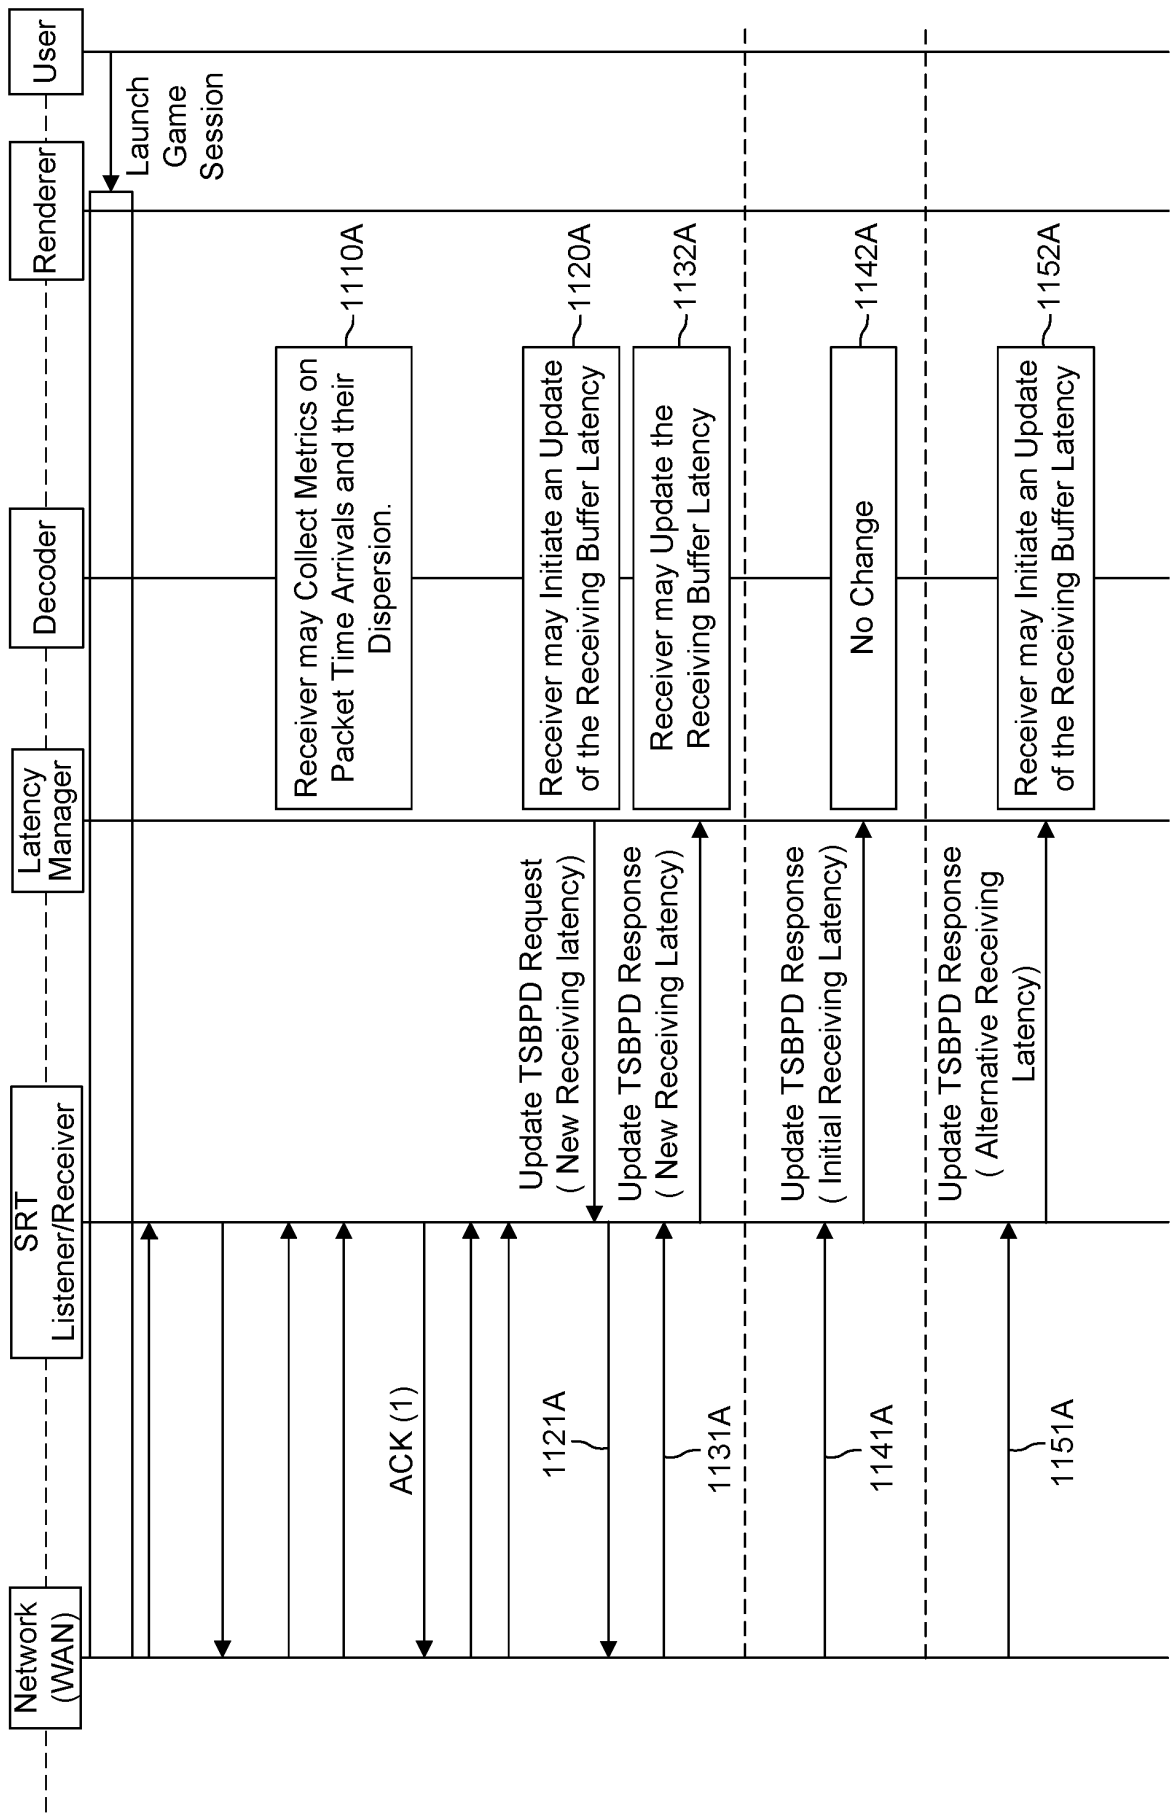 Network
(WAN)
SRT
Listener/Receiver
Latency
Manager
Decoder
Renderer
User
Launch
Game
Session
Receiver may Collect Metrics on
Packet Time Arrivals and their
Dispersion.
1110A
ACK (1)
Update TSBPD Request
( New Receiving latency)
Receiver may Initiate an Update
of the Receiving Buffer Latency
1120A
1121A
Update TSBPD Response
( New Receiving Latency)
Receiver may Update the
Receiving Buffer Latency
1132A
1131A
Update TSBPD Response
( Initial Receiving Latency)
No Change
1142A
1141A
Update TSBPD Response
( Alternative Receiving
Latency)
Receiver may Initiate an Update
of the Receiving Buffer Latency
1152A
1151A